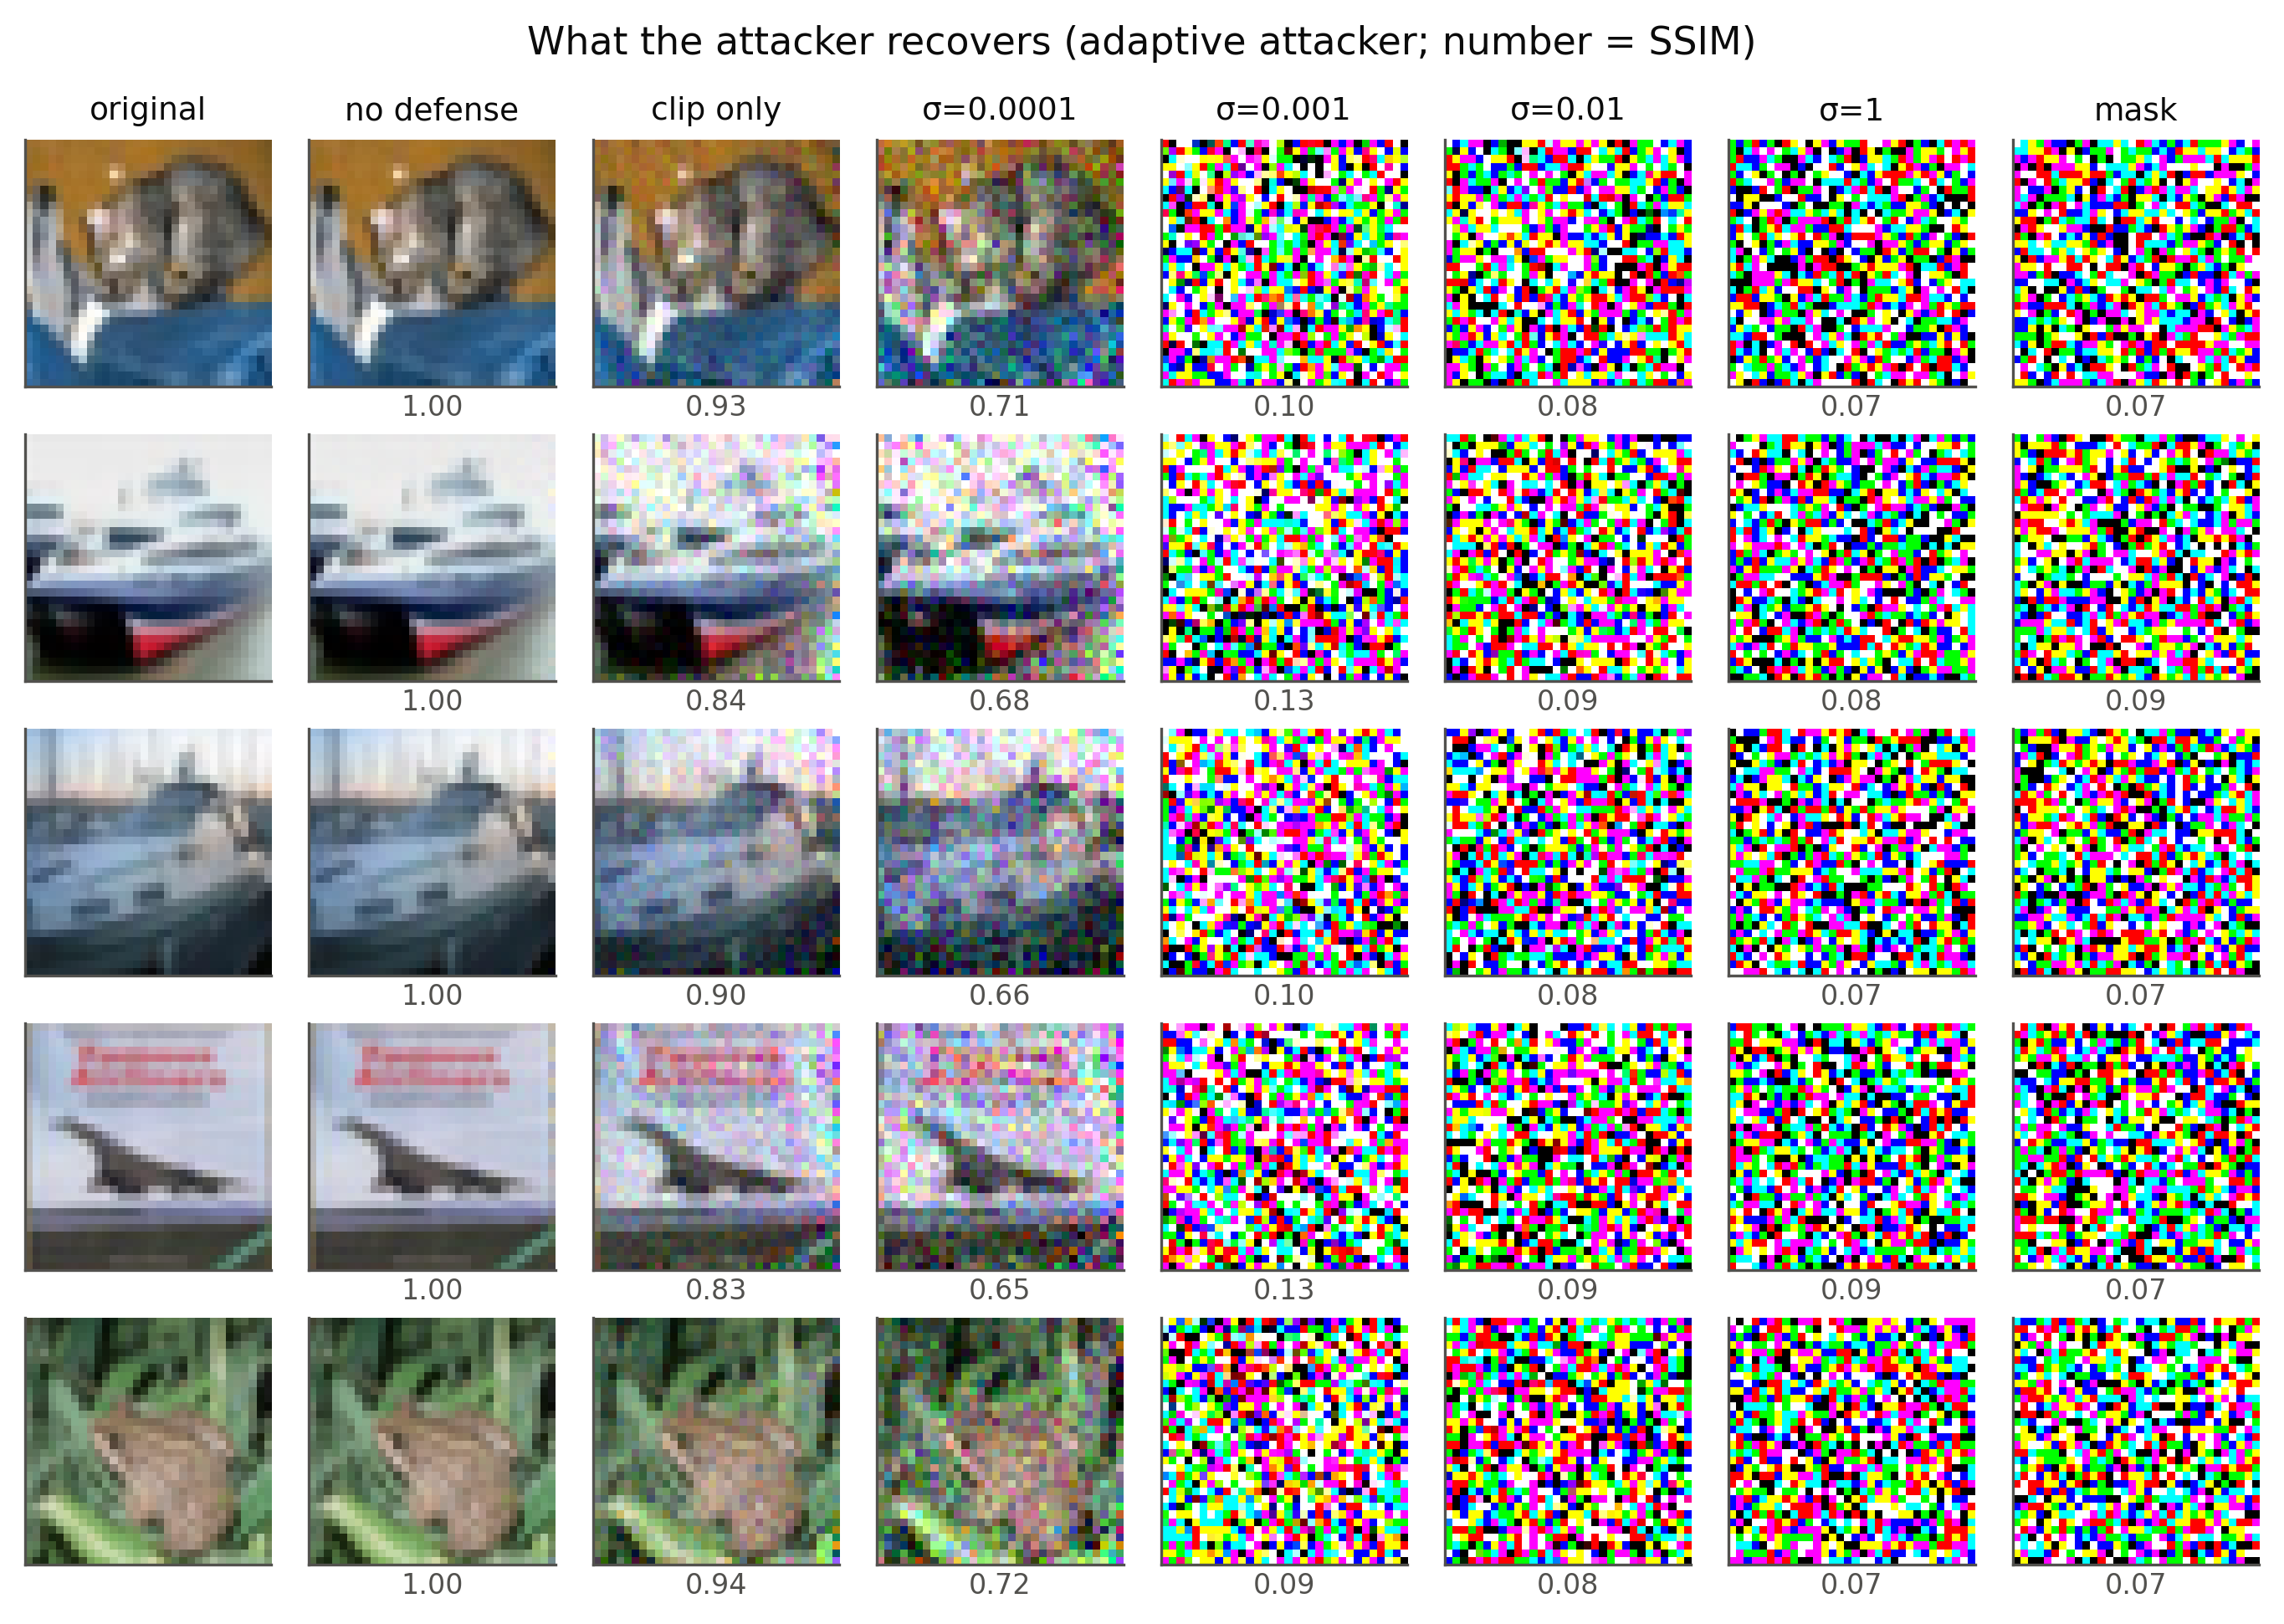 What the attacker recovers (adaptive attacker; number = SSIM)
original no defense clip only σ=0.0001 σ=0.001 σ=0.01 σ=1 mask
1.00 0.93 0.71 0.10 0.08 0.07 0.07
1.00 0.84 0.68 0.13 0.09 0.08 0.09
1.00 0.90 0.66 0.10 0.08 0.07 0.07
1.00 0.83 0.65 0.13 0.09 0.09 0.07
1.00 0.94 0.72 0.09 0.08 0.07 0.07